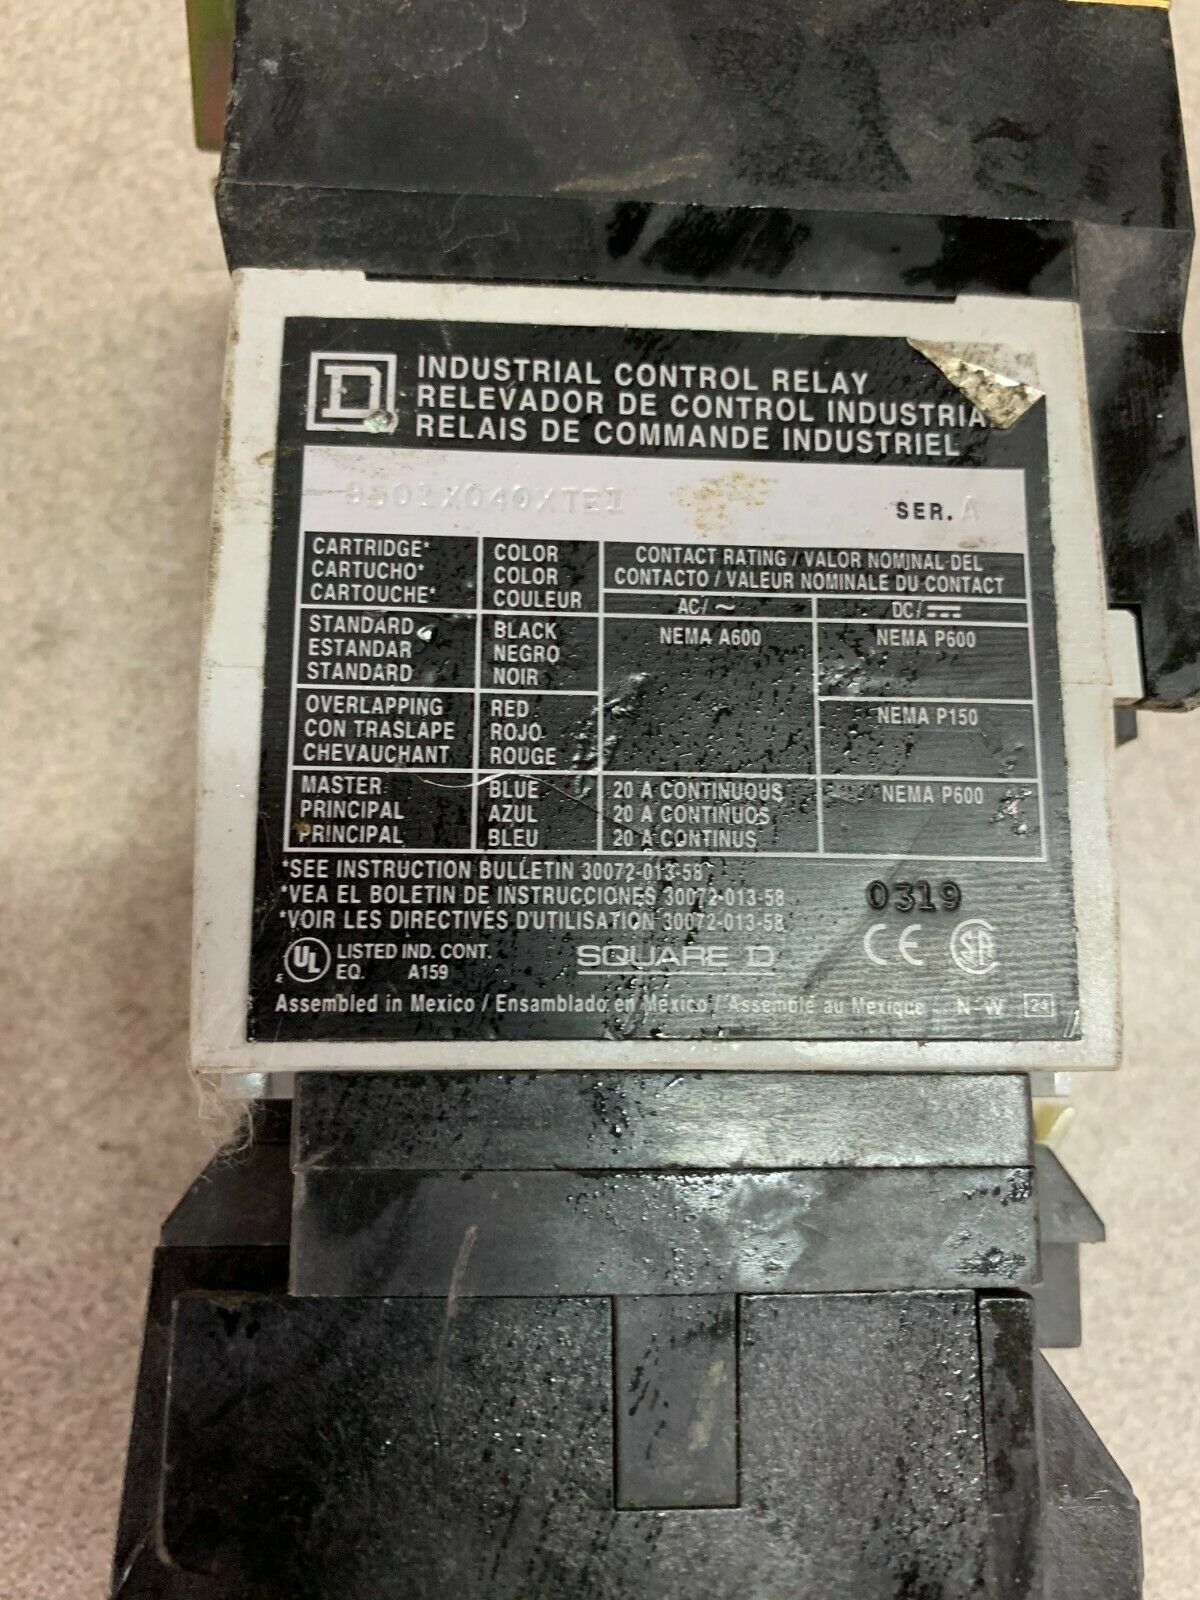 D
INDUSTRIAL CONTROL RELAY
RELEVADOR DE CONTROL INDUSTRIA
RELAIS DE COMMANDE INDUSTRIEL
SER. A
CARTRIDGE*
CARTUCHO*
CARTOUCHE*
COLOR
COLOR
COULEUR
CONTACT RATING / VALOR NOMINAL DEL
CONTACTO / VALEUR NOMINALE DU CONTACT
AC/ ~
DC/ ⎓
STANDARD
ESTANDAR
STANDARD
BLACK
NEGRO
NOIR
NEMA A600
NEMA P600
OVERLAPPING
CON TRASLAPE
CHEVAUCHANT
RED
ROJO
ROUGE
NEMA P150
MASTER
PRINCIPAL
PRINCIPAL
BLUE
AZUL
BLEU
20 A CONTINUOUS
20 A CONTINUOS
20 A CONTINUS
NEMA P600
*SEE INSTRUCTION BULLETIN 30072-013-58
*VEA EL BOLETIN DE INSTRUCCIONES 30072-013-58
*VOIR LES DIRECTIVES D'UTILISATION 30072-013-58
0319
UL LISTED IND. CONT.
EQ. A159
SQUARE D
CE SA
Assembled in Mexico / Ensamblado en México / Assemblé au Mexique N-W 24